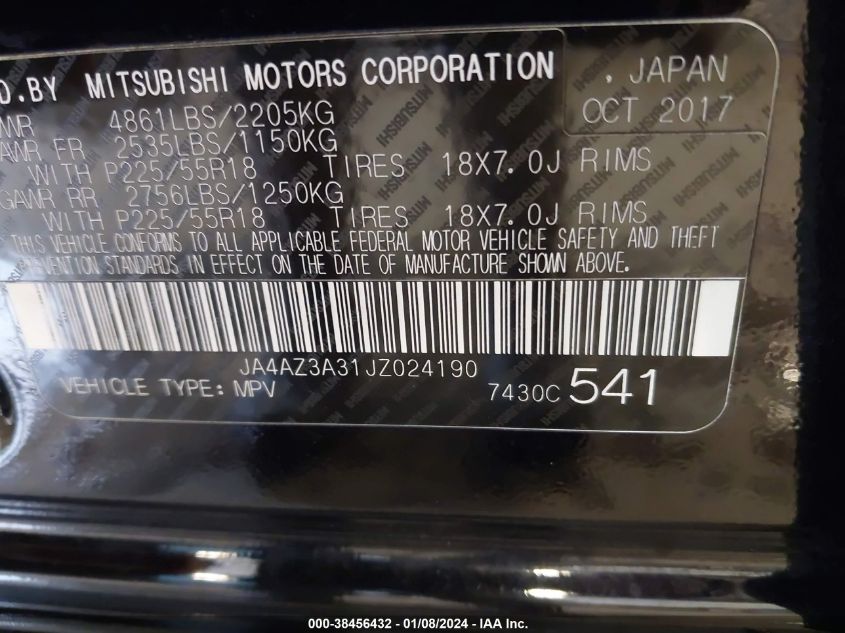 D.BY MITSUBISHI MOTORS CORPORATION , JAPAN
WR 4861LBS/2205KG OCT 2017
AWR FR 2535LBS/1150KG
WITH P225/55R18 TIRES 18X7.0J RIMS
GAWR RR 2756LBS/1250KG
WITH P225/55R18 TIRES 18X7.0J RIMS
THIS VEHICLE CONFORMS TO ALL APPLICABLE FEDERAL MOTOR VEHICLE SAFETY AND THEFT
PREVENTION STANDARDS IN EFFECT ON THE DATE OF MANUFACTURE SHOWN ABOVE.
JA4AZ3A31JZ024190
VEHICLE TYPE: MPV 7430C 541
000-38456432 - 01/08/2024 - IAA Inc.